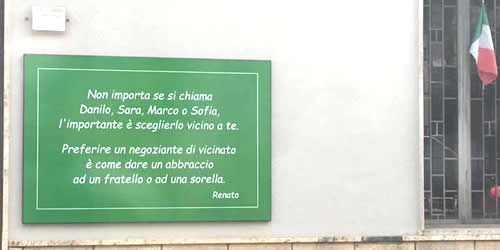 Non importa se si chiama
Danilo, Sara, Marco o Sofia,
l'importante è sceglierlo vicino a te.
Preferire un negoziante di vicinato
è come dare un abbraccio
ad un fratello o ad una sorella.
Renato